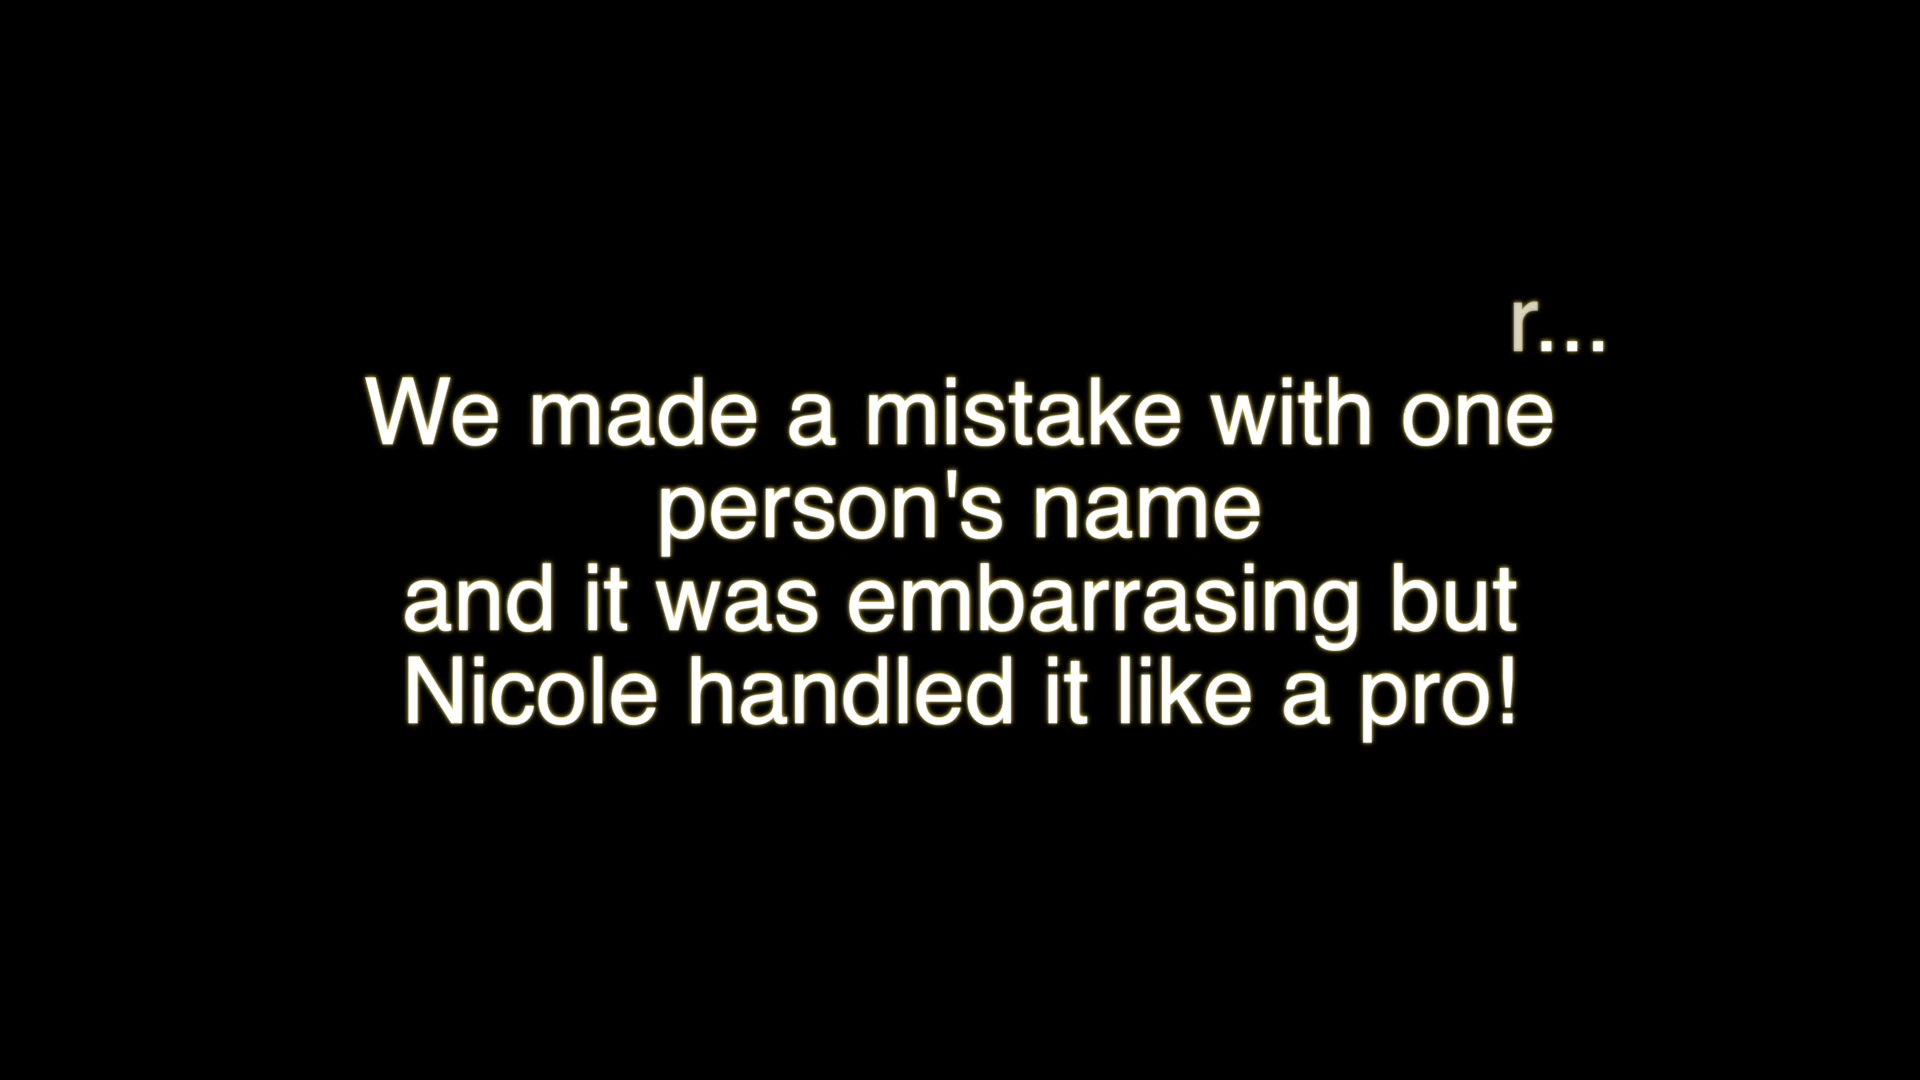 r...
We made a mistake with one
person's name
and it was embarrasing but
Nicole handled it like a pro!